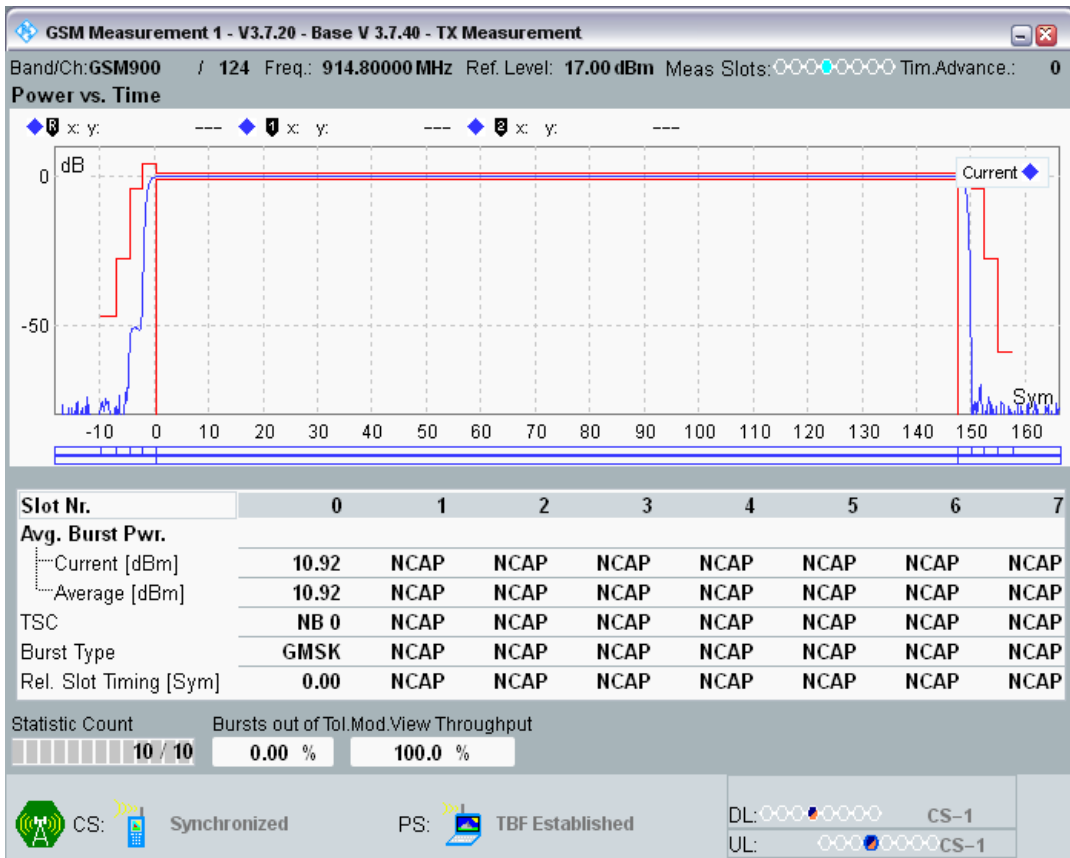 GSM Measurement 1 - V3.7.20 - Base V 3.7.40 - TX Measurement
Band/Ch:GSM900 / 124 Freq.: 914.80000 MHz Ref. Level: 17.00 dBm Meas Slots: Tim.Advance.: 0
Power vs. Time
R x: y: --- 1 x: y: --- 2 x: y: ---
dB
Current
0
-50
Sym
-10 0 10 20 30 40 50 60 70 80 90 100 110 120 130 140 150 160
Slot Nr. 0 1 2 3 4 5 6 7
Avg. Burst Pwr.
Current [dBm] 10.92 NCAP NCAP NCAP NCAP NCAP NCAP NCAP
Average [dBm] 10.92 NCAP NCAP NCAP NCAP NCAP NCAP NCAP
TSC NB 0 NCAP NCAP NCAP NCAP NCAP NCAP NCAP
Burst Type GMSK NCAP NCAP NCAP NCAP NCAP NCAP NCAP
Rel. Slot Timing [Sym] 0.00 NCAP NCAP NCAP NCAP NCAP NCAP NCAP
Statistic Count Bursts out of Tol.Mod.View Throughput
10 / 10 0.00 % 100.0 %
CS: Synchronized PS: TBF Established
DL: CS-1
UL: CS-1